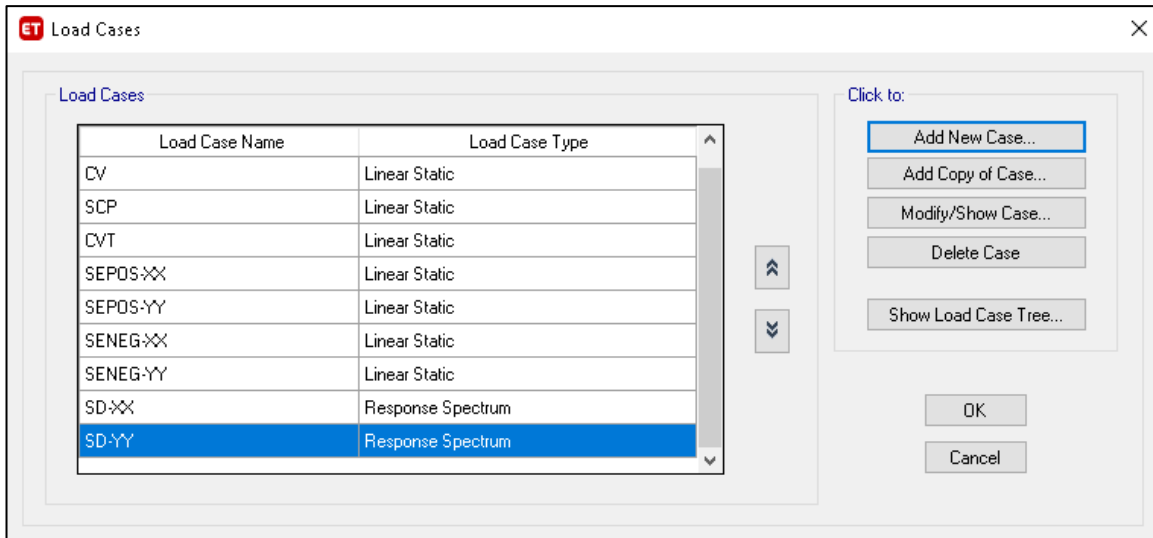 ET Load Cases
Load Cases
Load Case Name Load Case Type
CV Linear Static
SCP Linear Static
CVT Linear Static
SEPOS-XX Linear Static
SEPOS-YY Linear Static
SENEG-XX Linear Static
SENEG-YY Linear Static
SD-XX Response Spectrum
SD-YY Response Spectrum
Click to:
Add New Case...
Add Copy of Case...
Modify/Show Case...
Delete Case
Show Load Case Tree...
OK
Cancel